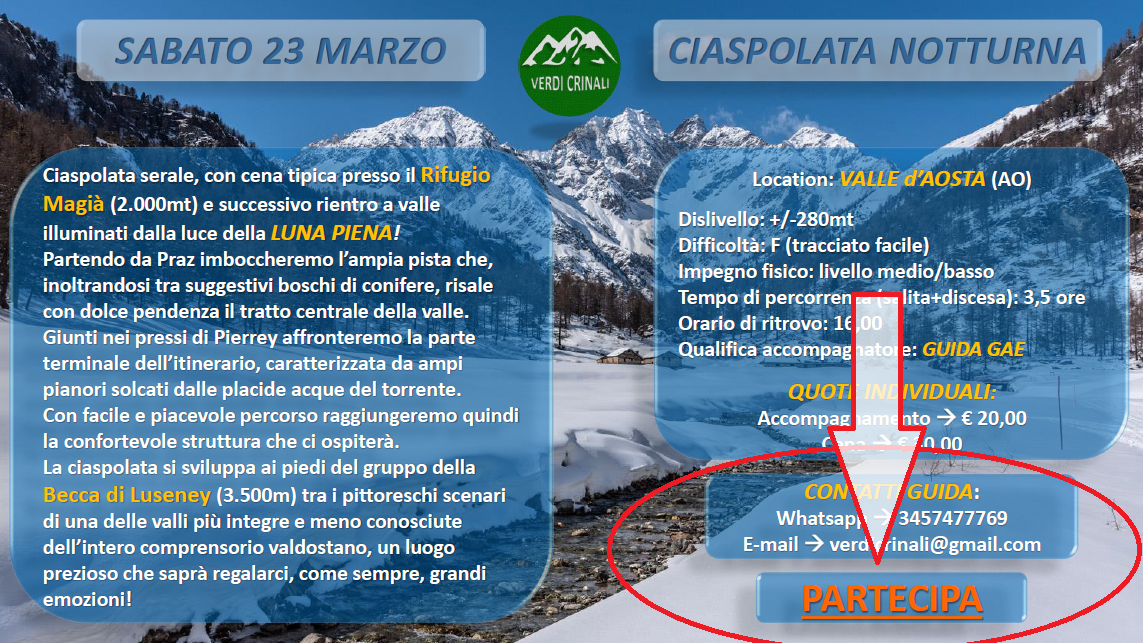 SABATO 23 MARZO
VERDI CRINALI
CIASPOLATA NOTTURNA
Ciaspolata serale, con cena tipica presso il Rifugio
Magià (2.000mt) e successivo rientro a valle
illuminati dalla luce della LUNA PIENA!
Partendo da Praz imboccheremo l'ampia pista che,
inoltrandosi tra suggestivi boschi di conifere, risale
con dolce pendenza il tratto centrale della valle.
Giunti nei pressi di Pierrey affronteremo la parte
terminale dell'itinerario, caratterizzata da ampi
pianori solcati dalle placide acque del torrente.
Con facile e piacevole percorso raggiungeremo quindi
la confortevole struttura che ci ospiterà.
La ciaspolata si sviluppa ai piedi del gruppo della
Becca di Luseney (3.500m) tra i pittoreschi scenari
di una delle valli più integre e meno conosciute
dell'intero comprensorio valdostano, un luogo
prezioso che saprà regalarci, come sempre, grandi
emozioni!
Location: VALLE d'AOSTA (AO)
Dislivello: +/-280mt
Difficoltà: F (tracciato facile)
Impegno fisico: livello medio/basso
Tempo di percorrenza (salita+discesa): 3,5 ore
Orario di ritrovo: 16,00
Qualifica accompagnatore: GUIDA GAE
QUOTE INDIVIDUALI:
Accompagnamento → € 20,00
Cena → €
CONTATTI GUIDA:
Whatsapp → 3457477769
E-mail → verdicrinali@gmail.com
PARTECIPA